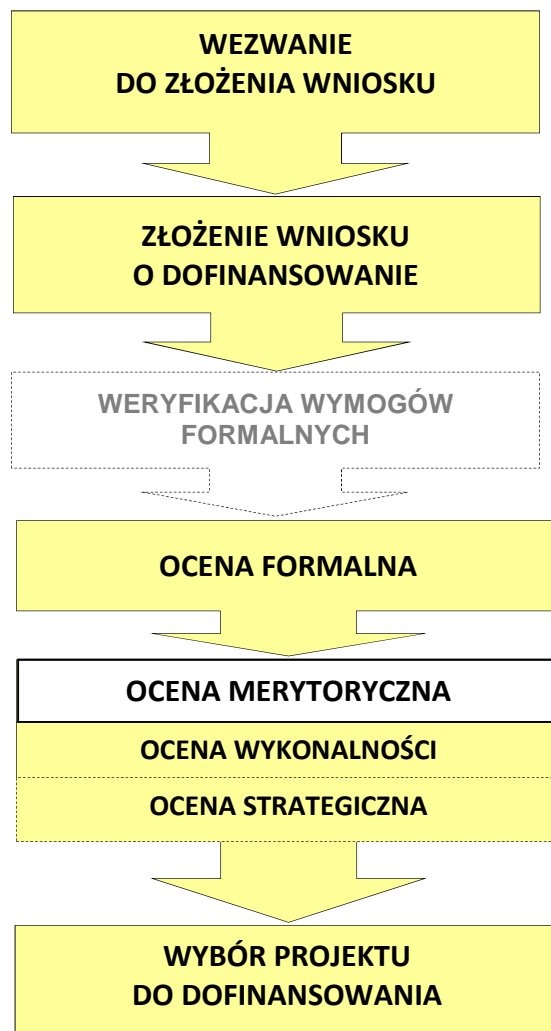 WEZWANIE
DO ZŁOŻENIA WNIOSKU
ZŁOŻENIE WNIOSKU
O DOFINANSOWANIE
WERYFIKACJA WYMOGÓW
FORMALNYCH
OCENA FORMALNA
OCENA MERYTORYCZNA
OCENA WYKONALNOŚCI
OCENA STRATEGICZNA
WYBÓR PROJEKTU
DO DOFINANSOWANIA